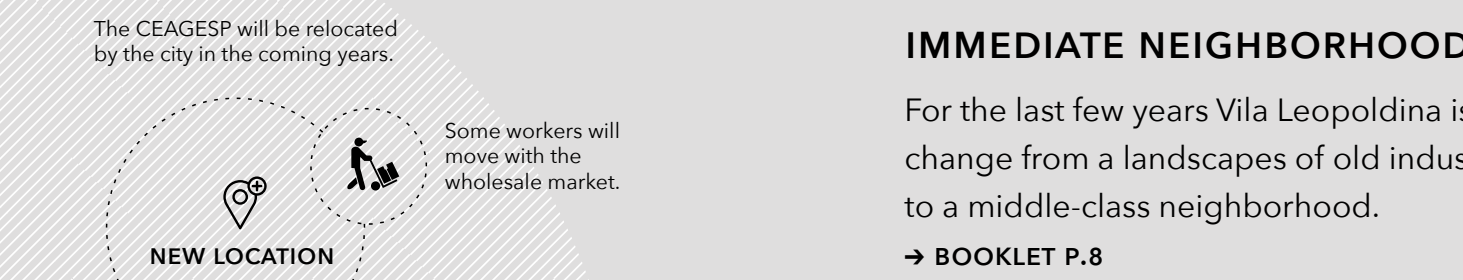 The CEAGESP will be relocated
by the city in the coming years.
Some workers will
move with the
wholesale market.
NEW LOCATION
IMMEDIATE NEIGHBORHOOD
For the last few years Vila Leopoldina is
change from a landscapes of old indus
to a middle-class neighborhood.
→ BOOKLET P.8